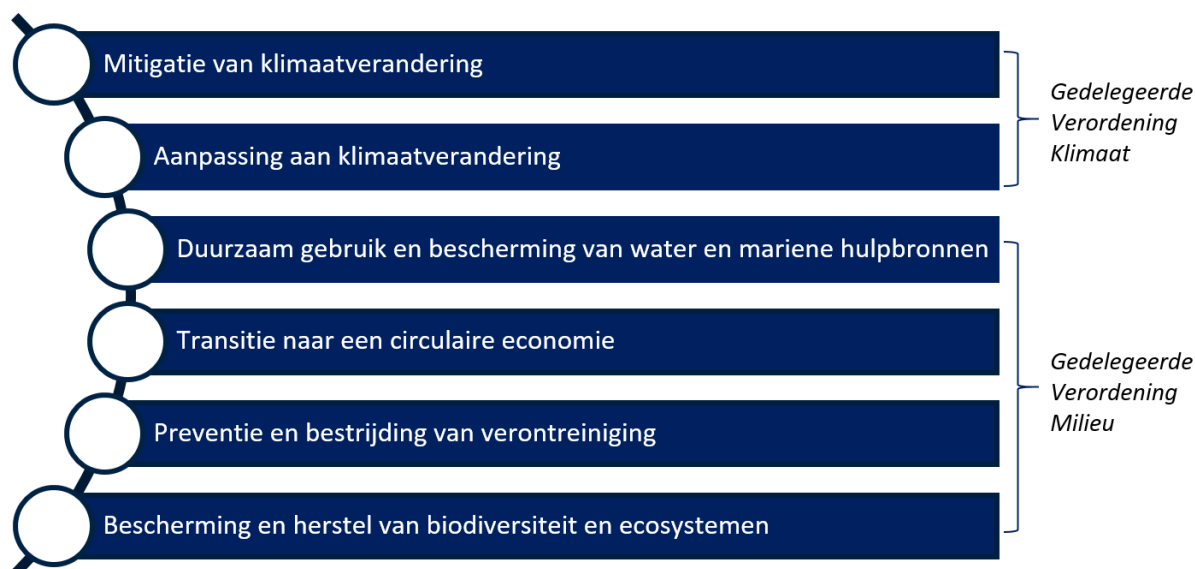 Mitigatie van klimaatverandering
Aanpassing aan klimaatverandering
Gedelegeerde
Verordening
Klimaat
Duurzaam gebruik en bescherming van water en mariene hulpbronnen
Transitie naar een circulaire economie
Preventie en bestrijding van verontreiniging
Bescherming en herstel van biodiversiteit en ecosystemen
Gedelegeerde
Verordening
Milieu